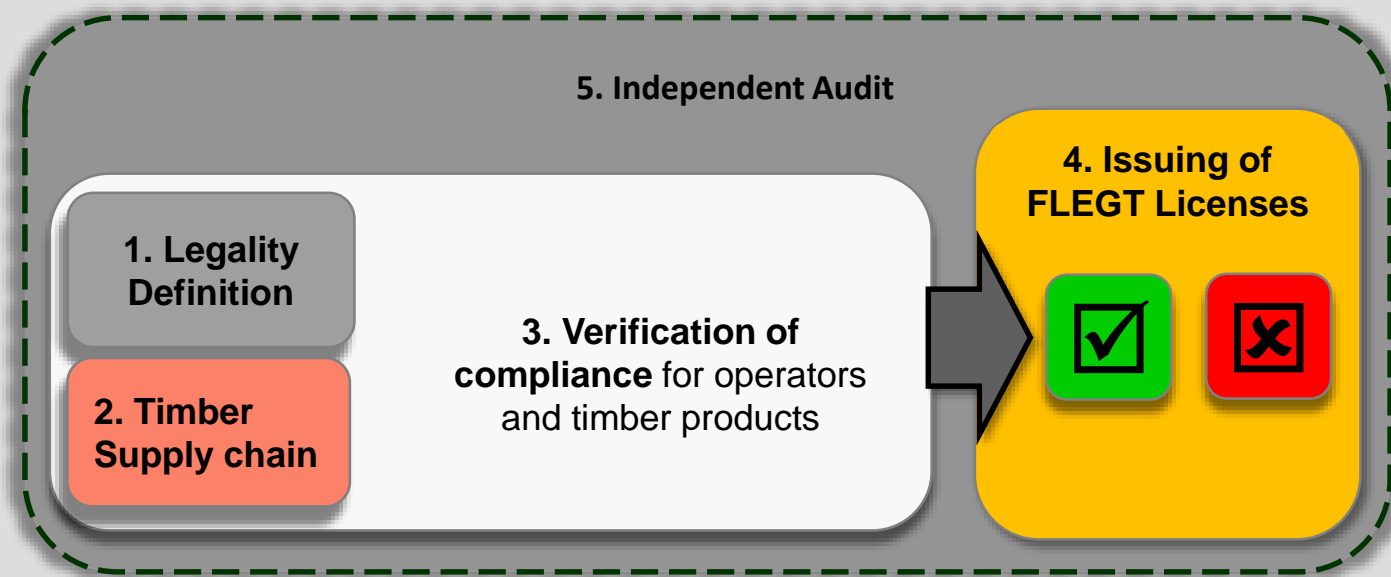 5. Independent Audit
1. Legality
Definition
2. Timber
Supply chain
3. Verification of
compliance for operators
and timber products
4. Issuing of
FLEGT Licenses